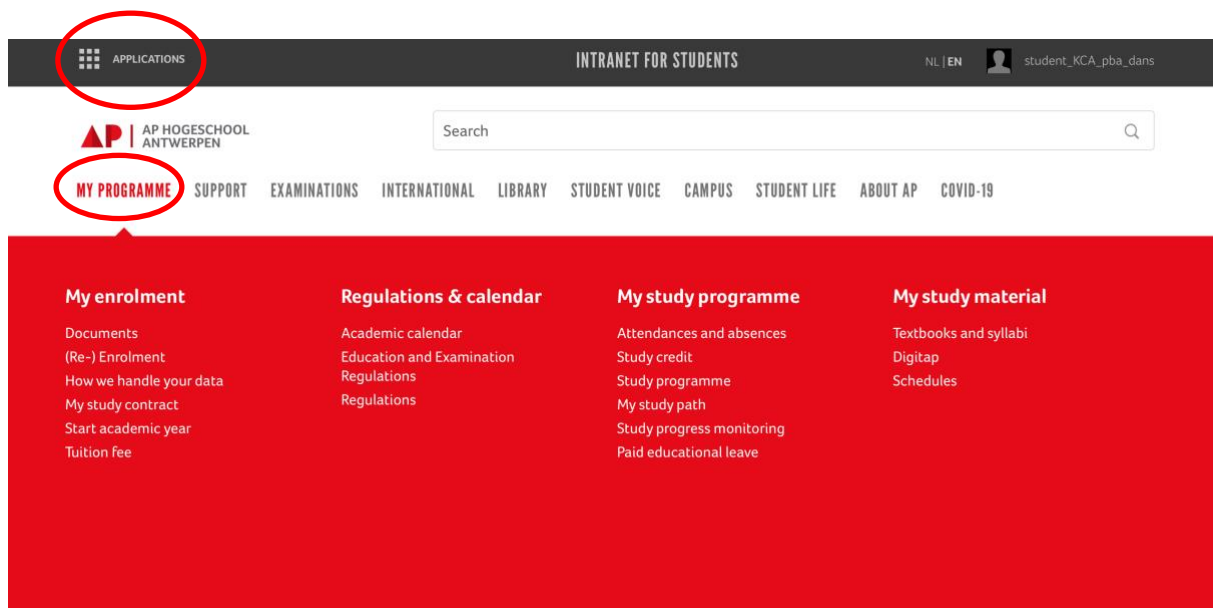 APPLICATIONS
INTRANET FOR STUDENTS
NL | EN
student_KCA_pba_dans
AP | AP HOGESCHOOL
ANTWERPEN
Search
MY PROGRAMME SUPPORT EXAMINATIONS INTERNATIONAL LIBRARY STUDENT VOICE CAMPUS STUDENT LIFE ABOUT AP COVID-19
My enrolment
Documents
(Re-) Enrolment
How we handle your data
My study contract
Start academic year
Tuition fee
Regulations & calendar
Academic calendar
Education and Examination
Regulations
Regulations
My study programme
Attendances and absences
Study credit
Study programme
My study path
Study progress monitoring
Paid educational leave
My study material
Textbooks and syllabi
Digitap
Schedules